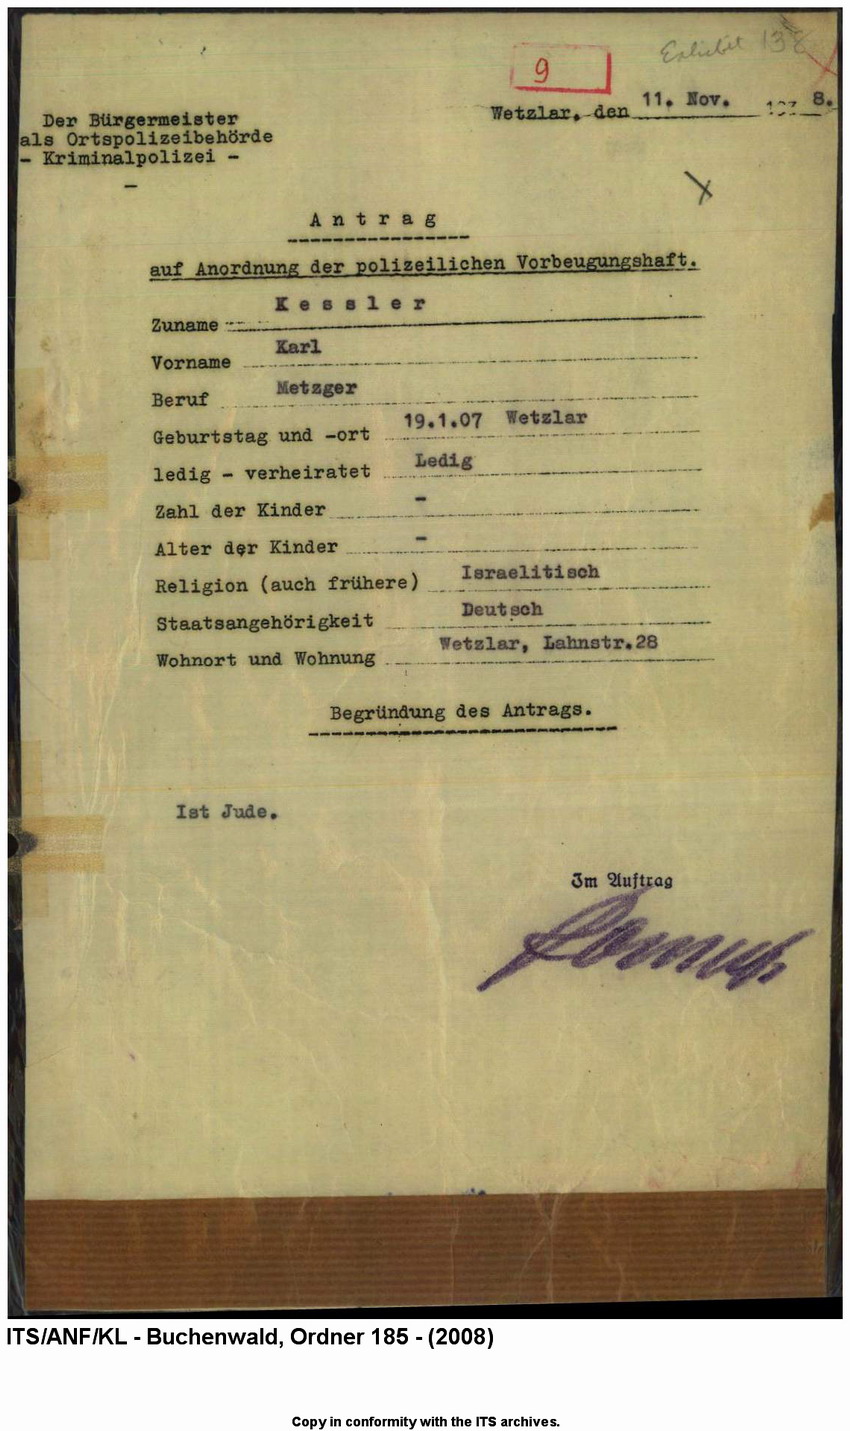 Exhibit 138
9
Wetzlar, den 11. Nov. 193 8.
Der Bürgermeister
als Ortspolizeibehörde
- Kriminalpolizei -
A n t r a g
auf Anordnung der polizeilichen Vorbeugungshaft.
Zuname K e s s l e r
Vorname Karl
Beruf Metzger
Geburtstag und -ort 19.1.07 Wetzlar
ledig - verheiratet Ledig
Zahl der Kinder -
Alter der Kinder -
Religion (auch frühere) Israelitisch
Staatsangehörigkeit Deutsch
Wohnort und Wohnung Wetzlar, Lahnstr.28
Begründung des Antrags.
Ist Jude.
Im Auftrag
ITS/ANF/KL - Buchenwald, Ordner 185 - (2008)
Copy in conformity with the ITS archives.